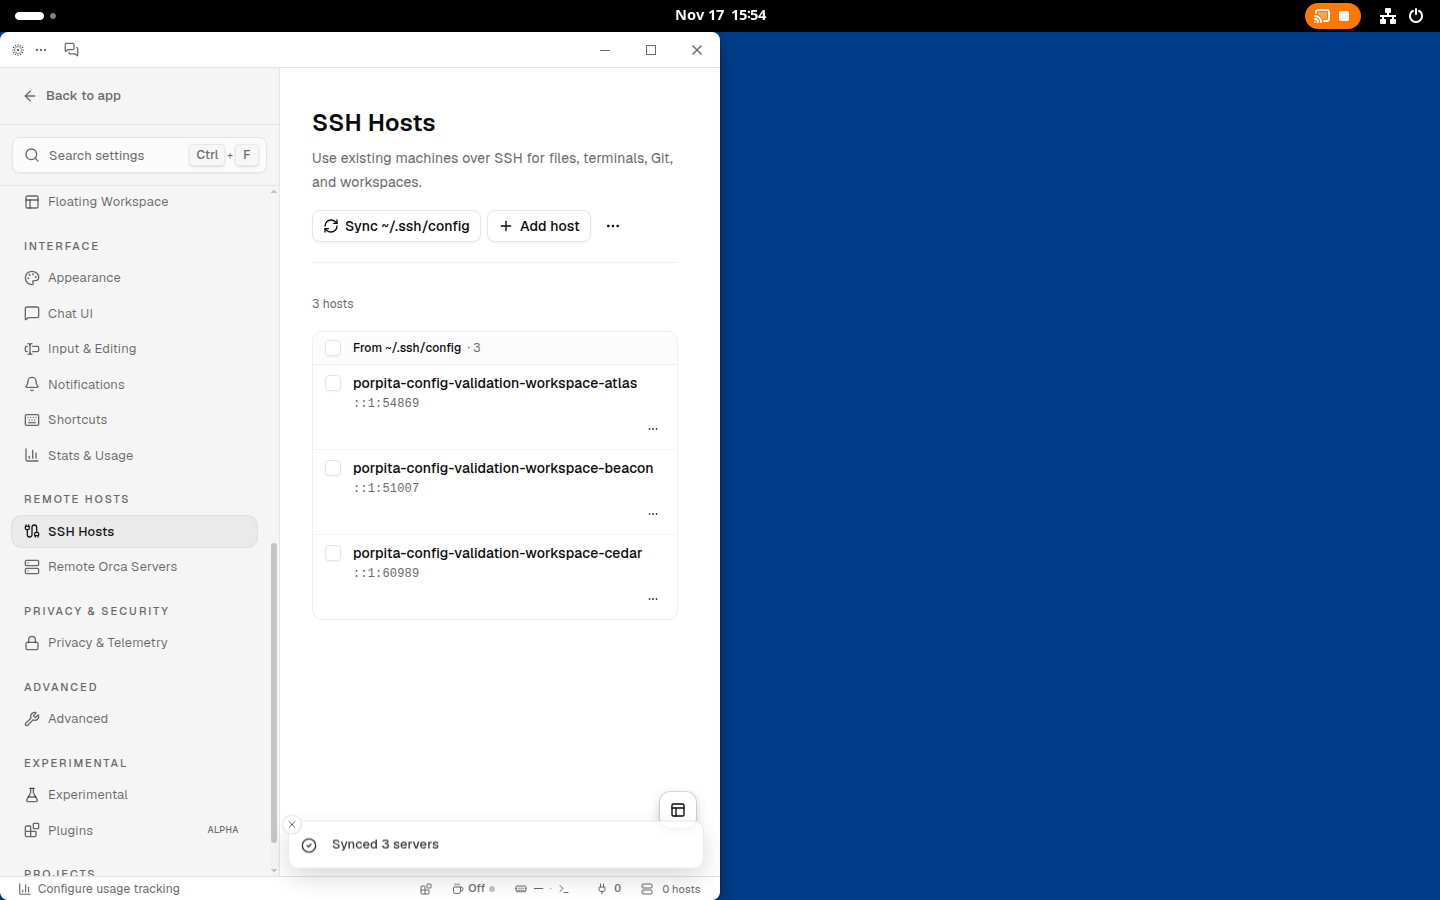 Nov 17 15:54
Back to app
Search settings Ctrl + F
Floating Workspace
INTERFACE
Appearance
Chat UI
Input & Editing
Notifications
Shortcuts
Stats & Usage
REMOTE HOSTS
SSH Hosts
Remote Orca Servers
PRIVACY & SECURITY
Privacy & Telemetry
ADVANCED
Advanced
EXPERIMENTAL
Experimental
Plugins ALPHA
PROJECTS
SSH Hosts
Use existing machines over SSH for files, terminals, Git,
and workspaces.
Sync ~/.ssh/config Add host
3 hosts
From ~/.ssh/config · 3
porpita-config-validation-workspace-atlas
::1:54869
porpita-config-validation-workspace-beacon
::1:51007
porpita-config-validation-workspace-cedar
::1:60989
Synced 3 servers
Configure usage tracking Off — · 0 0 hosts